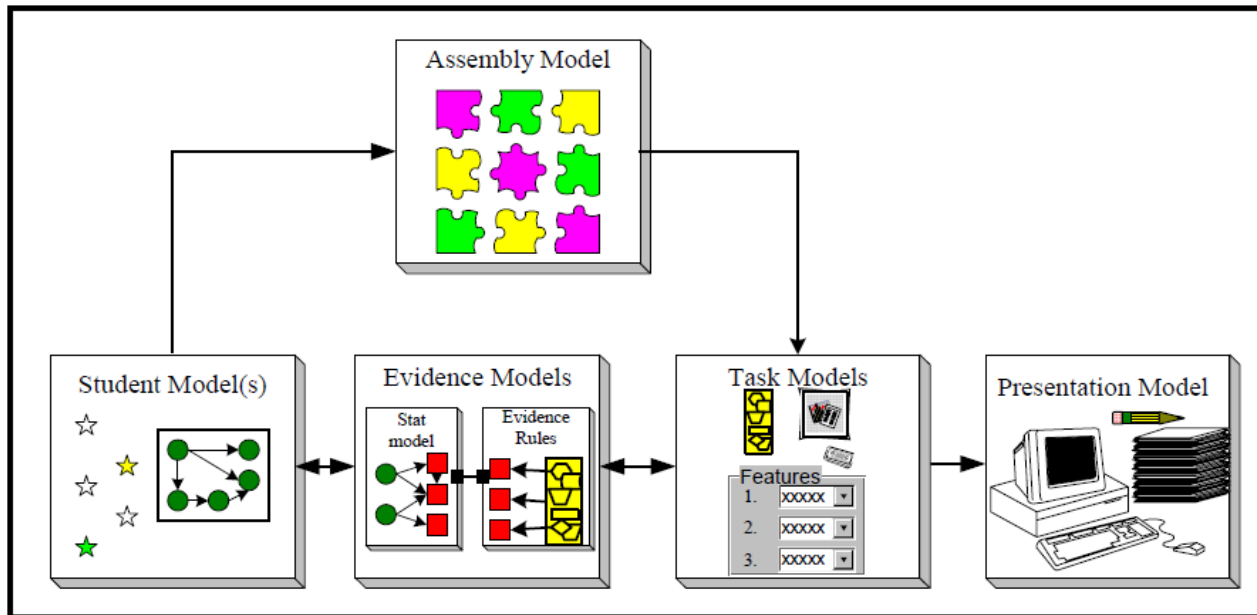 Assembly Model
Student Model(s)
Evidence Models
Stat
model
Evidence
Rules
Task Models
Features
1. xxxxx
2. xxxxx
3. xxxxx
Presentation Model